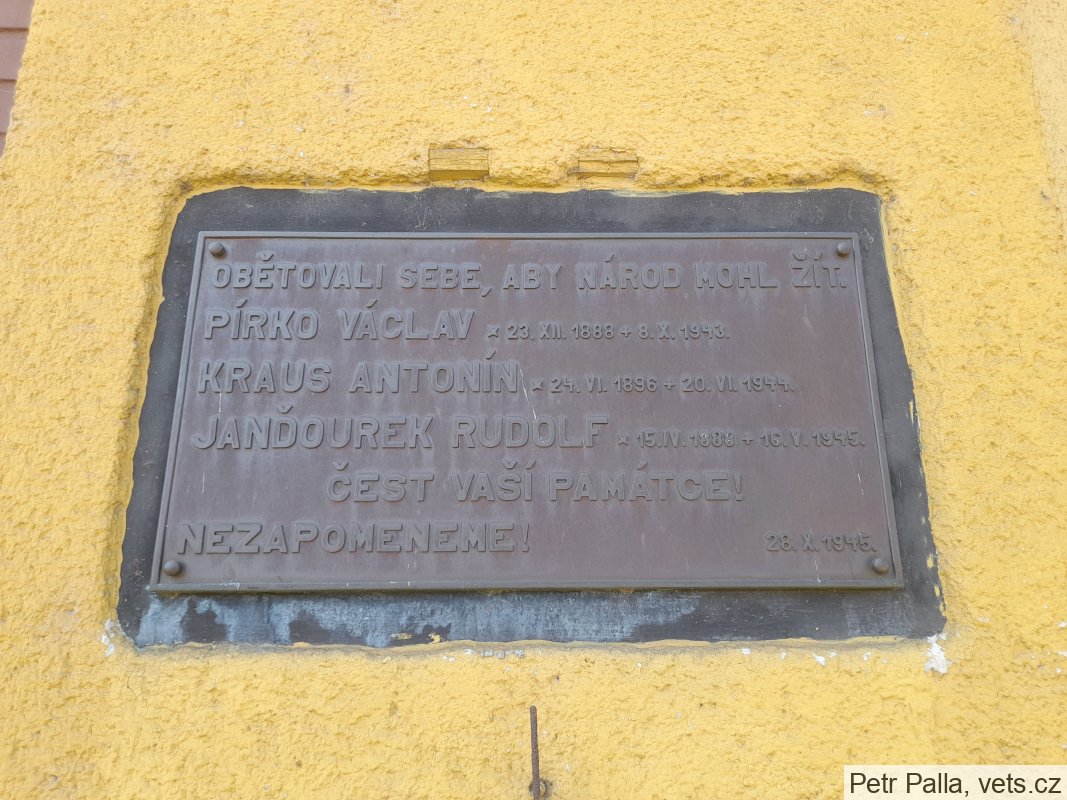 OBĚTOVALI SEBE, ABY NÁROD MOHL ŽÍT.
PÍRKO VÁCLAV * 23. XII. 1888 + 8. X. 1943.
KRAUS ANTONÍN * 24. VI. 1896 + 20. VI. 1944.
JANĎOUREK RUDOLF * 15. IV. 1888 + 16. V. 1945.
ČEST VAŠÍ PAMÁTCE!
NEZAPOMENEME! 28. X. 1945.
Petr Palla, vets.cz